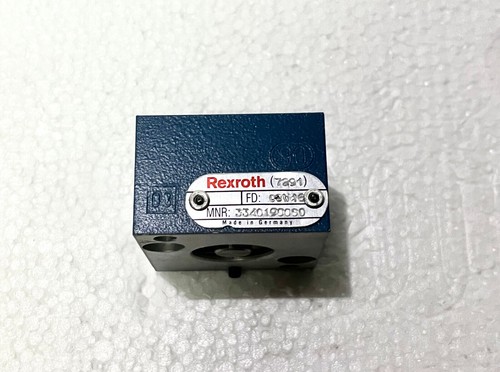 Rexroth (7291)
FD:
MNR: 3340190050
Made in Germany